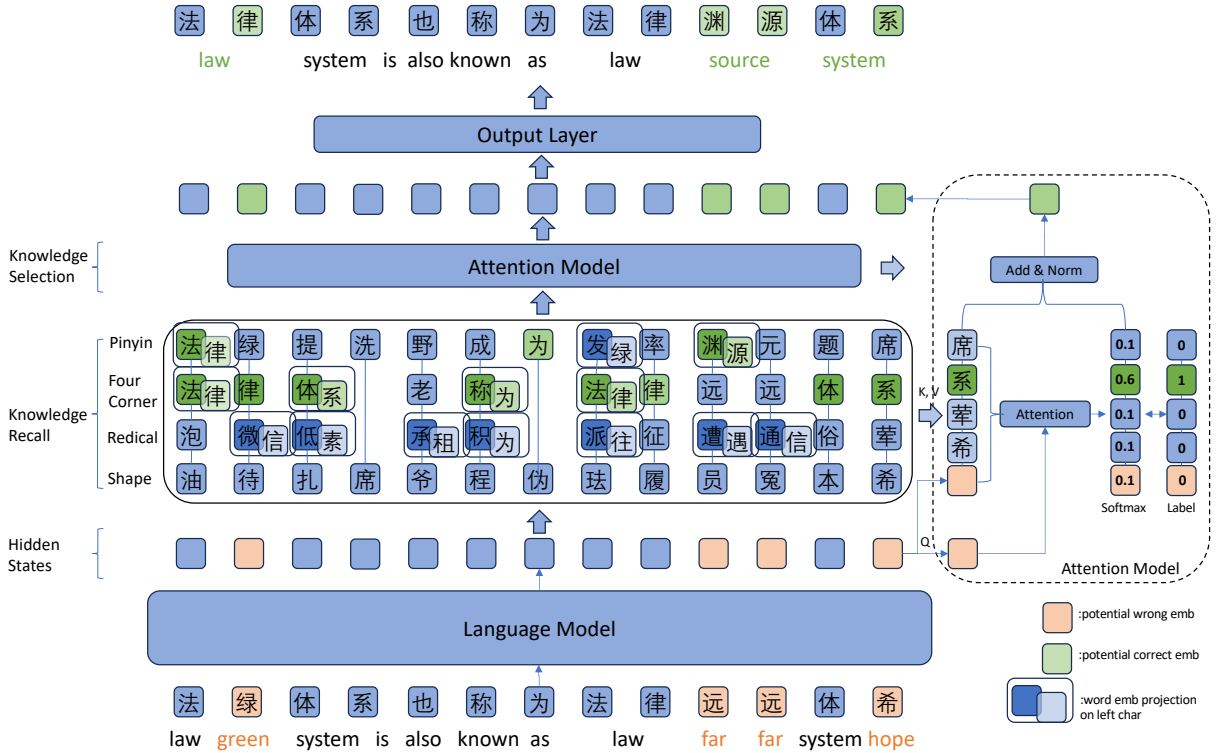 法 律 体 系 也 称 为 法 律 渊 源 体 系
law system is also known as law source system
Output Layer
Knowledge Selection
Attention Model
Add & Norm
Knowledge Recall
Pinyin 法 律 绿 提 洗 野 成 为 发 绿 率 渊 源 元 题 席
Four Corner 法 律 律 体 系 老 称 为 法 律 律 远 远 体 系
Redical 泡 微 信 低 素 承 租 积 为 派 往 征 遭 遇 通 信 俗 荤
Shape 油 待 扎 席 爷 程 伪 珐 履 员 冤 本 希
K, V
席 0.1 0
系 0.6 1
荤 Attention 0.1 0
希 0.1 0
0.1 0
Softmax Label
Hidden States
Q
Attention Model
Language Model
:potential wrong emb
:potential correct emb
:word emb projection on left char
法 绿 体 系 也 称 为 法 律 远 远 体 希
law green system is also known as law far far system hope